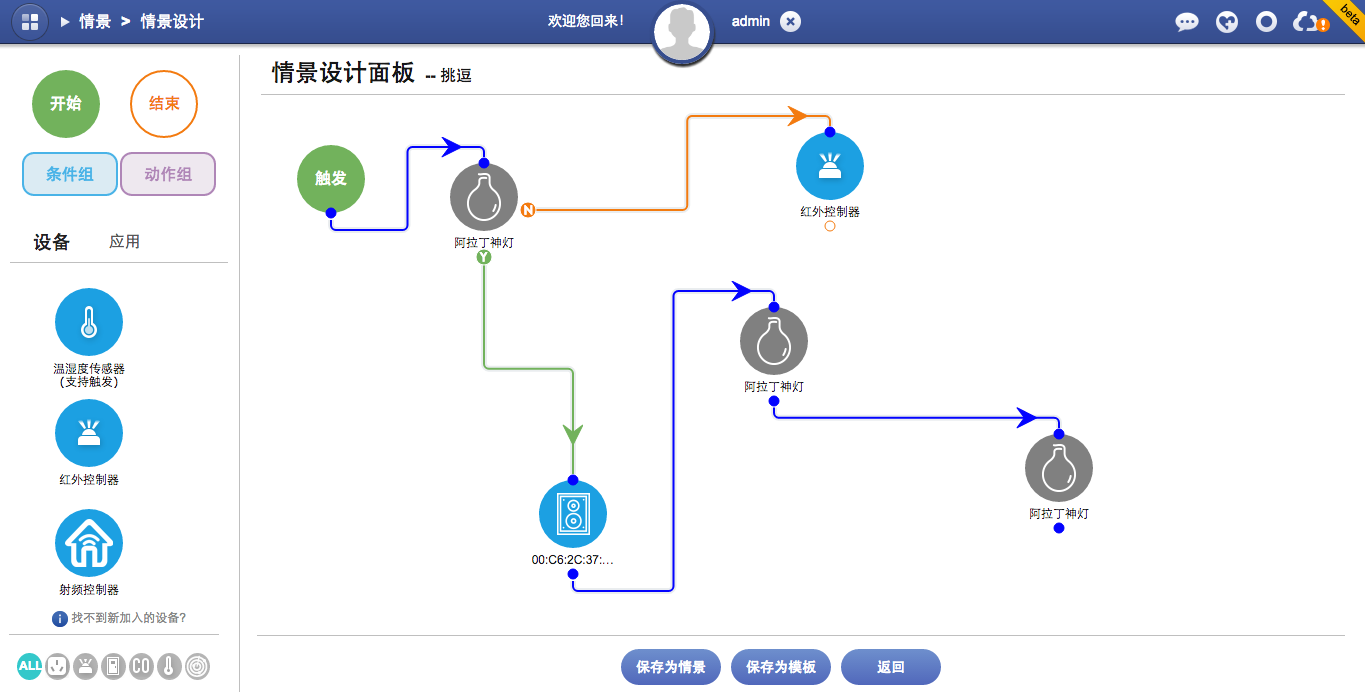 情景 > 情景设计
欢迎您回来!
admin
beta
开始
结束
条件组
动作组
设备
应用
温湿度传感器
(支持触发)
红外控制器
射频控制器
找不到新加入的设备?
ALL
CO
情景设计面板 -- 挑逗
触发
阿拉丁神灯
N
Y
红外控制器
阿拉丁神灯
阿拉丁神灯
00:C6:2C:37:...
保存为情景
保存为模板
返回